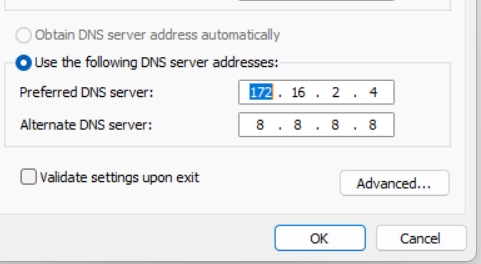 Obtain DNS server address automatically
Use the following DNS server addresses:
Preferred DNS server: 172 . 16 . 2 . 4
Alternate DNS server: 8 . 8 . 8 . 8
Validate settings upon exit
Advanced...
OK Cancel